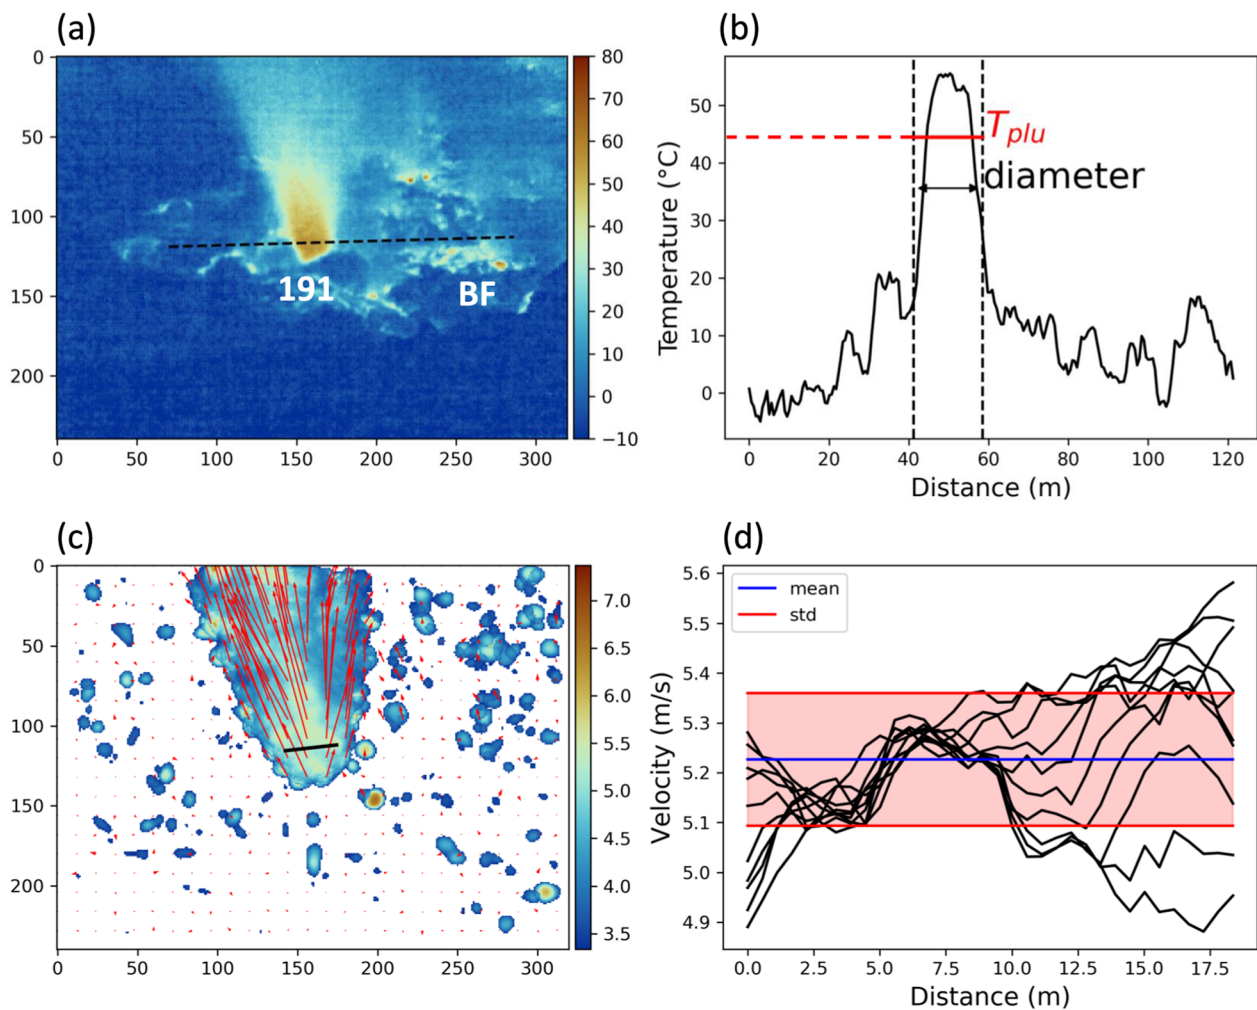 (a)
0
50
100
150
200
0 50 100 150 200 250 300
80
70
60
50
40
30
20
10
0
−10
191
BF
(b)
Temperature (°C)
50
40
30
20
10
0
T_plu
diameter
0 20 40 60 80 100 120
Distance (m)
(c)
0
50
100
150
200
0 50 100 150 200 250 300
7.0
6.5
6.0
5.5
5.0
4.5
4.0
3.5
(d)
Velocity (m/s)
5.6
5.5
5.4
5.3
5.2
5.1
5.0
4.9
mean
std
0.0 2.5 5.0 7.5 10.0 12.5 15.0 17.5
Distance (m)